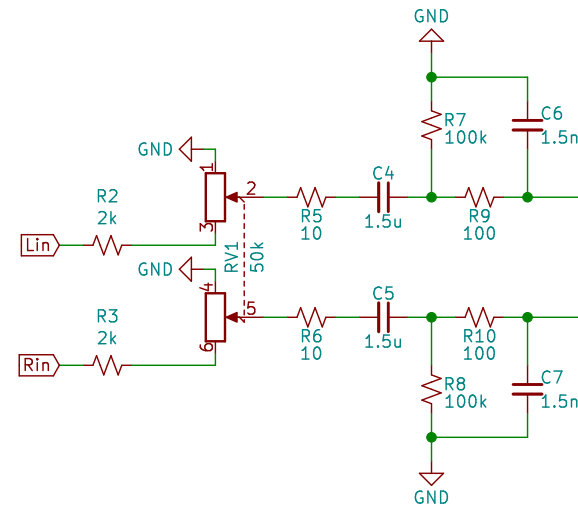 GND
R7
100k
C6
1.5n
GND
1
R2
2k
2
C4
1.5u
R5
10
R9
100
Lin
3
RV1
50k
GND
4
R3
2k
5
C5
1.5u
R6
10
R10
100
Rin
6
R8
100k
C7
1.5n
GND